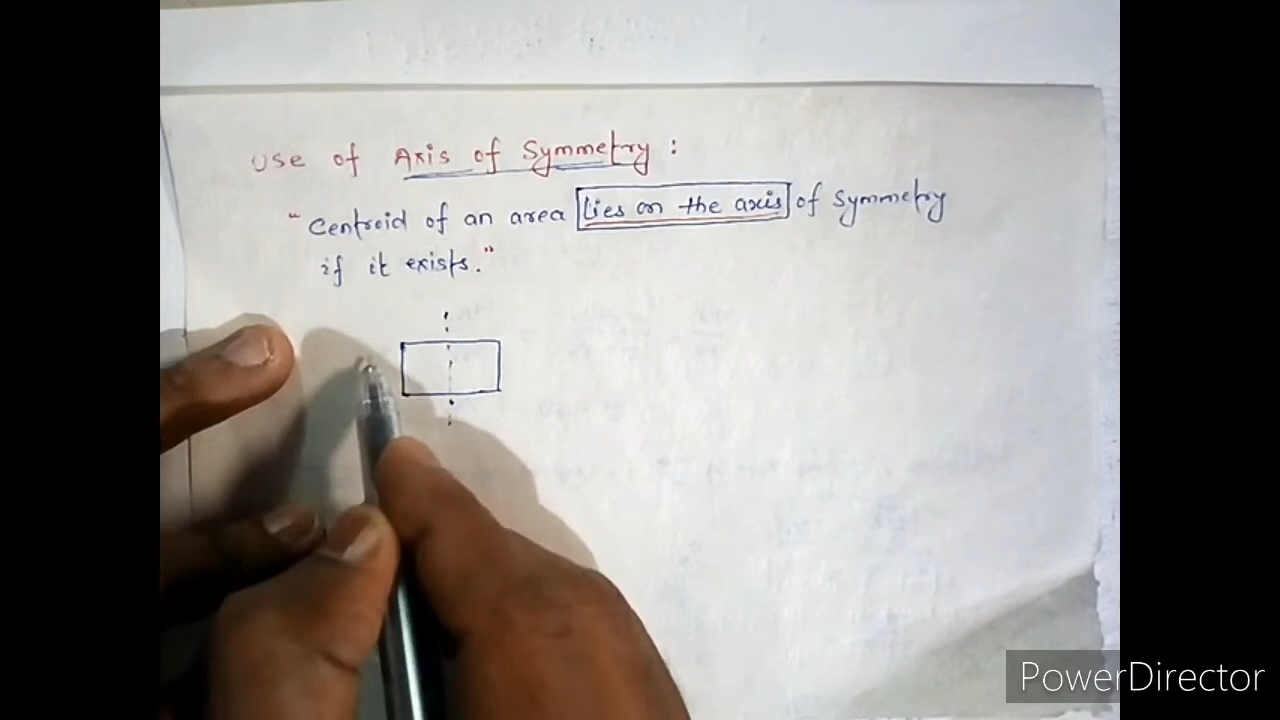 Use of Axis of Symmetry :
"Centroid of an area lies on the axis of symmetry
if it exists."
PowerDirector